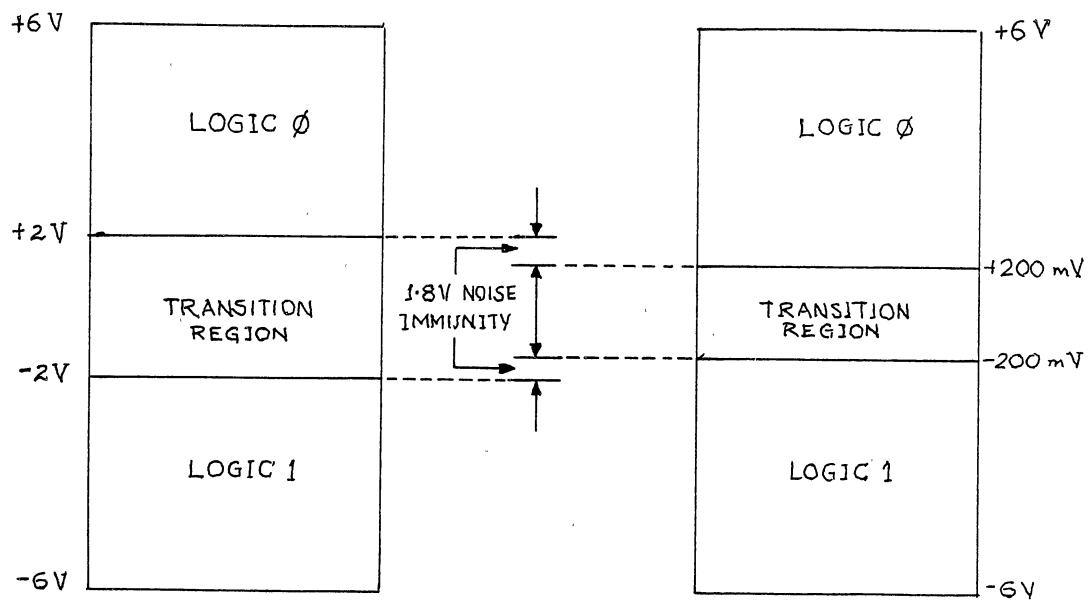 +6V
LOGIC Ø
+2V
TRANSITION
REGION
-2V
LOGIC 1
-6V
1·8V NOISE
IMMUNITY
+6V
LOGIC Ø
+200 mV
TRANSITION
REGION
-200 mV
LOGIC 1
-6V